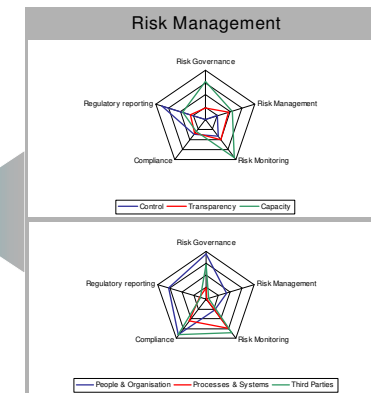 Risk Management
Risk Governance
Regulatory reporting
Risk Management
Compliance
Risk Monitoring
Control Transparency Capacity
Risk Governance
Regulatory reporting
Risk Management
Compliance
Risk Monitoring
People & Organisation Processes & Systems Third Parties